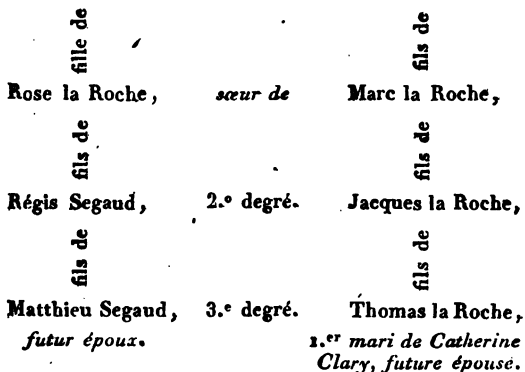 fille de fils de
Rose la Roche, sœur de Marc la Roche,
fils de fils de
Régis Segaud, 2.º degré. Jacques la Roche,
fils de fils de
Matthieu Segaud, 3.e degré. Thomas la Roche,
futur époux. 1.er mari de Catherine
Clary, future épouse.